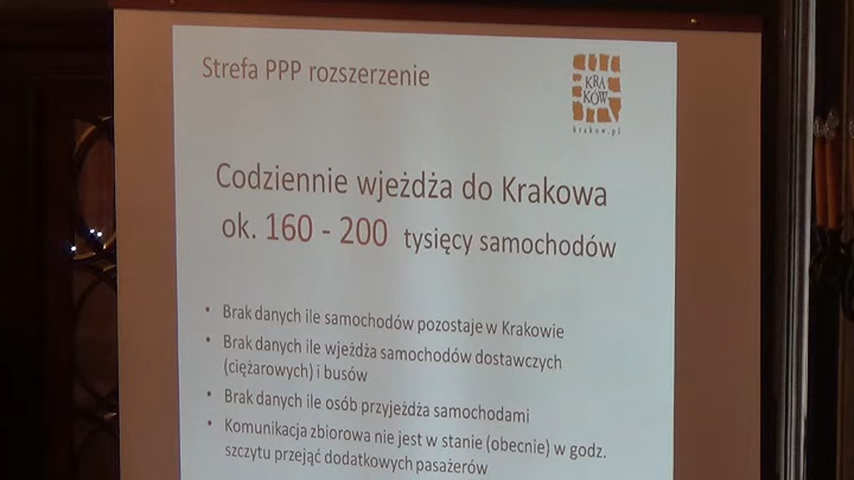 Strefa PPP rozszerzenie
KRA
KÓW
krakow.pl
Codziennie wjeżdża do Krakowa
ok. 160 - 200 tysięcy samochodów
• Brak danych ile samochodów pozostaje w Krakowie
• Brak danych ile wjeżdża samochodów dostawczych
(ciężarowych) i busów
• Brak danych ile osób przyjeżdża samochodami
• Komunikacja zbiorowa nie jest w stanie (obecnie) w godz.
szczytu przejąć dodatkowych pasażerów